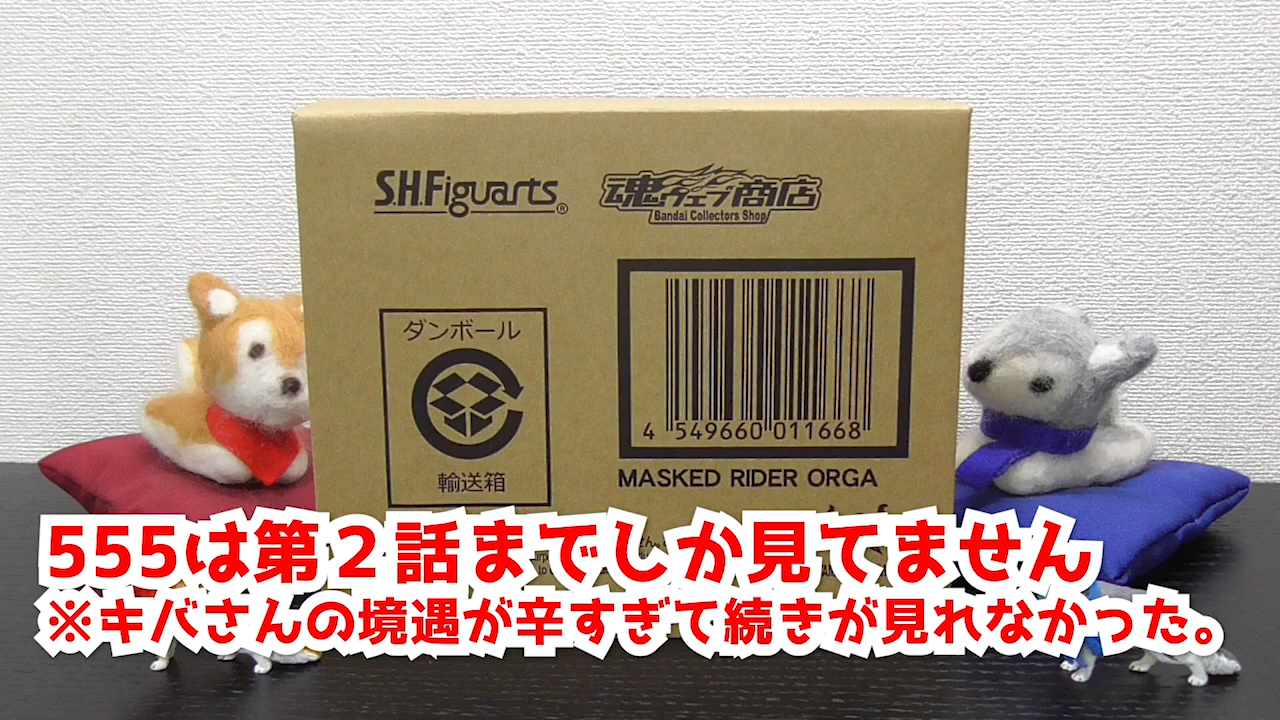 S.H.Figuarts®
魂ウェブ商店
Bandai Collectors Shop
ダンボール
輸送箱
4 549660 011668
MASKED RIDER ORGA
555は第２話までしか見てません
※キバさんの境遇が辛すぎて続きが見れなかった。